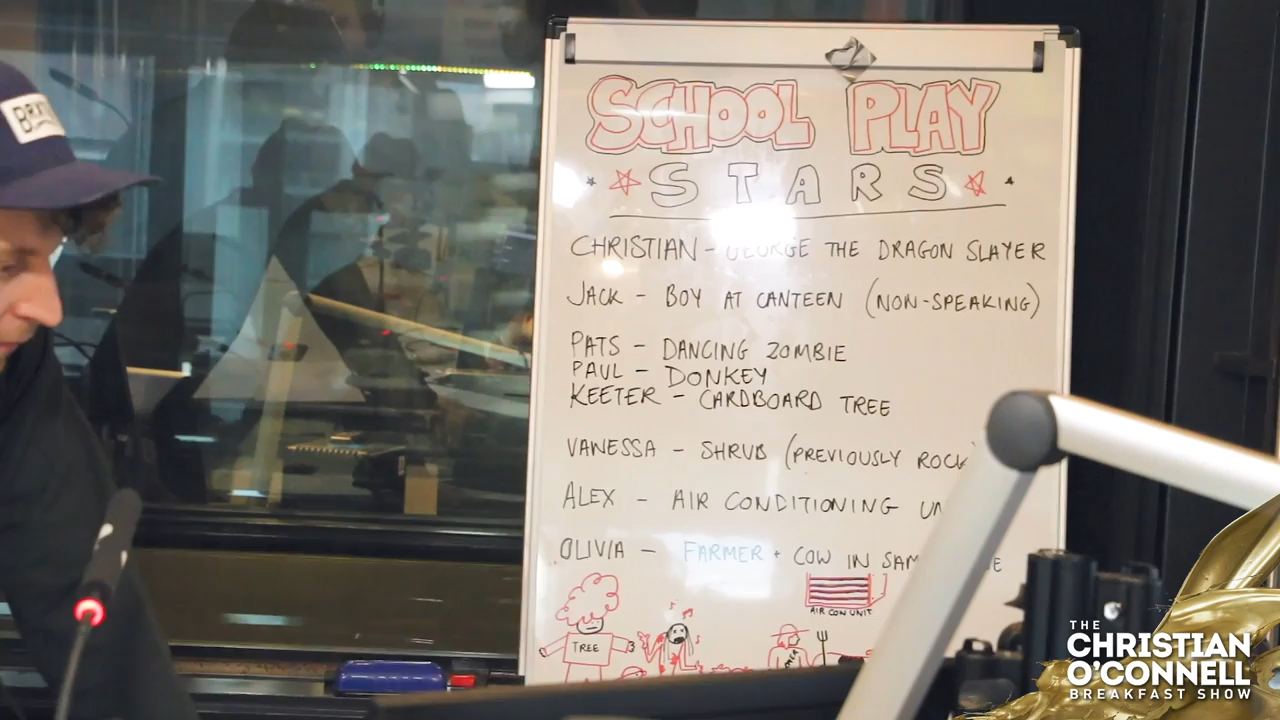 SCHOOL PLAY
STARS
CHRISTIAN - GEORGE THE DRAGON SLAYER
JACK - BOY AT CANTEEN (NON-SPEAKING)
PATS - DANCING ZOMBIE
PAUL - DONKEY
KEETER - CARDBOARD TREE
VANESSA - SHRUB (PREVIOUSLY ROCK
ALEX - AIR CONDITIONING
OLIVIA - FARMER + COW IN
AIR CON UNIT
TREE
THE
CHRISTIAN
O'CONNELL
BREAKFAST SHOW